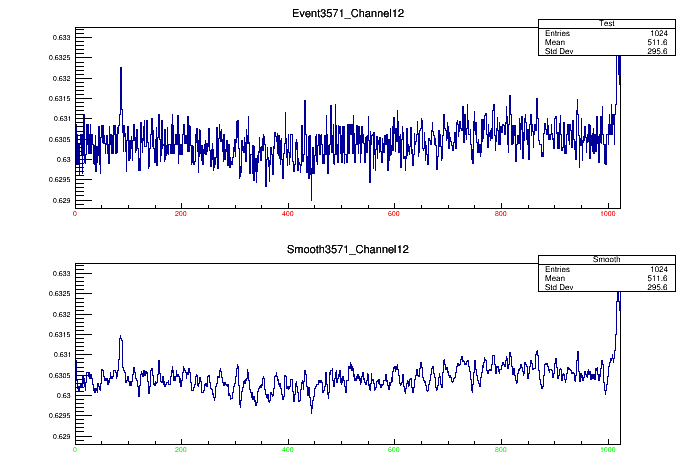 Event3571_Channel12
Test
Entries 1024
Mean 511.6
Std Dev 295.6
0.633
0.6325
0.632
0.6315
0.631
0.6305
0.63
0.6295
0.629
0 200 400 600 800 1000
Smooth3571_Channel12
Smooth
Entries 1024
Mean 511.6
Std Dev 295.6
0.633
0.6325
0.632
0.6315
0.631
0.6305
0.63
0.6295
0.629
0 200 400 600 800 1000